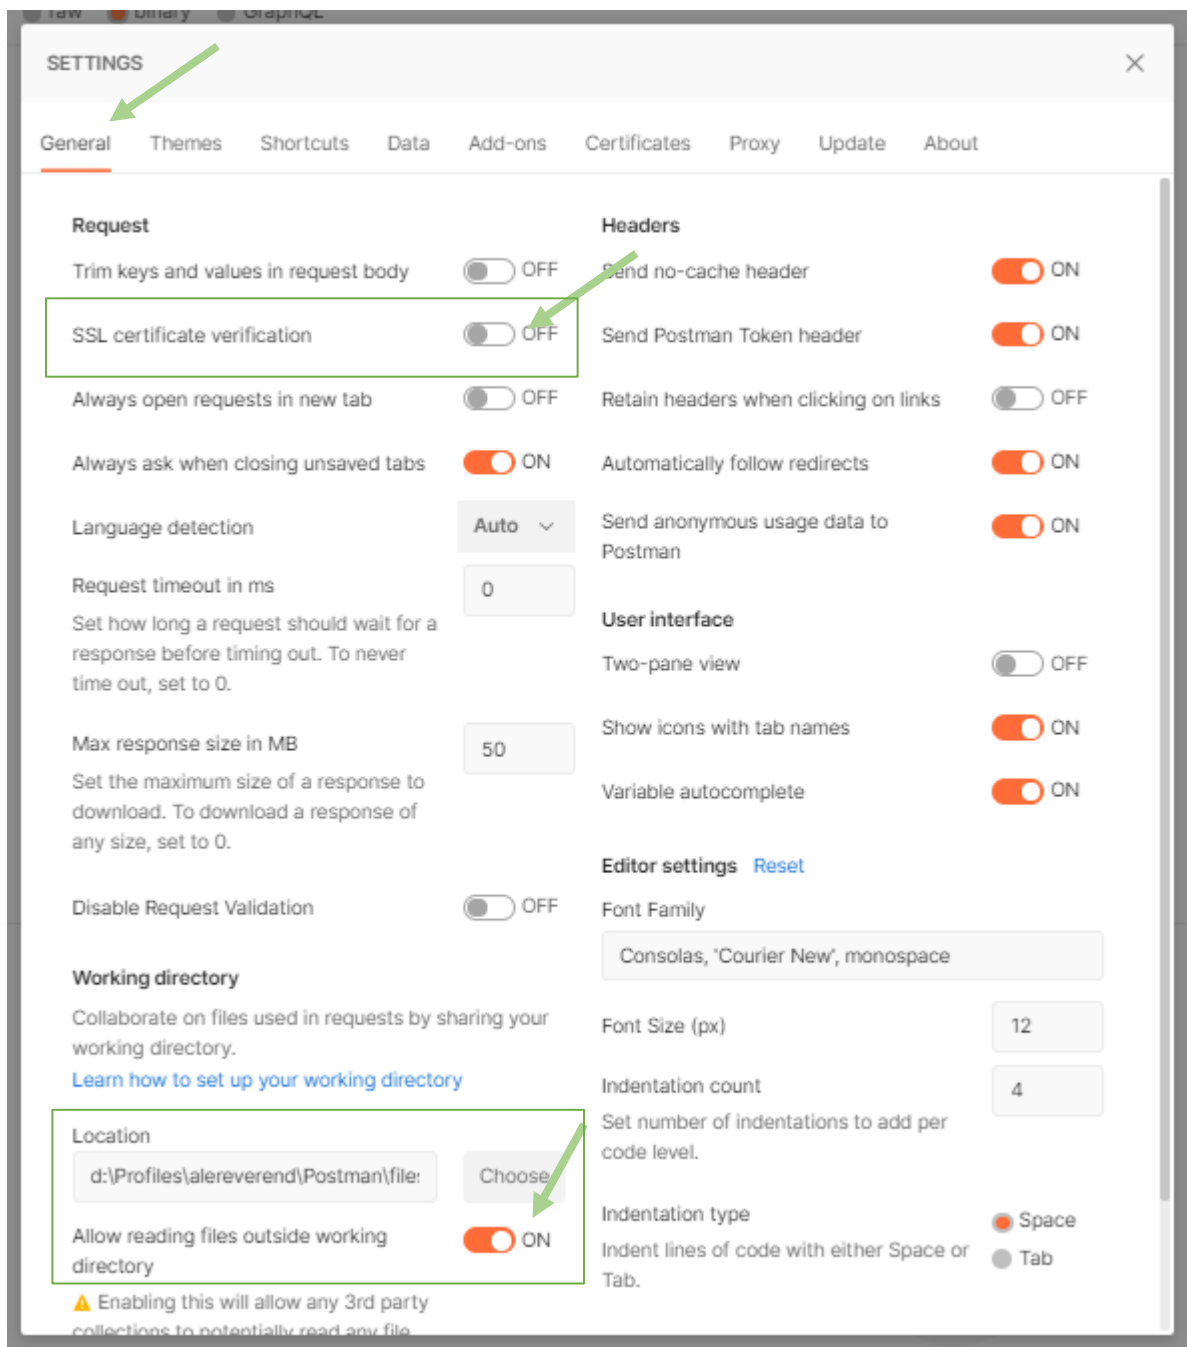 raw binary GraphQL
SETTINGS
General Themes Shortcuts Data Add-ons Certificates Proxy Update About
Request
Trim keys and values in request body OFF
SSL certificate verification OFF
Always open requests in new tab OFF
Always ask when closing unsaved tabs ON
Language detection Auto
Request timeout in ms 0
Set how long a request should wait for a
response before timing out. To never
time out, set to 0.
Max response size in MB 50
Set the maximum size of a response to
download. To download a response of
any size, set to 0.
Disable Request Validation OFF
Working directory
Collaborate on files used in requests by sharing your
working directory.
Learn how to set up your working directory
Location
d:\Profiles\alereverend\Postman\files Choose
Allow reading files outside working
directory ON
Enabling this will allow any 3rd party
collections to potentially read any file
Headers
Send no-cache header ON
Send Postman Token header ON
Retain headers when clicking on links OFF
Automatically follow redirects ON
Send anonymous usage data to
Postman ON
User interface
Two-pane view OFF
Show icons with tab names ON
Variable autocomplete ON
Editor settings Reset
Font Family
Consolas, 'Courier New', monospace
Font Size (px) 12
Indentation count 4
Set number of indentations to add per
code level.
Indentation type Space
Indent lines of code with either Space or
Tab. Tab